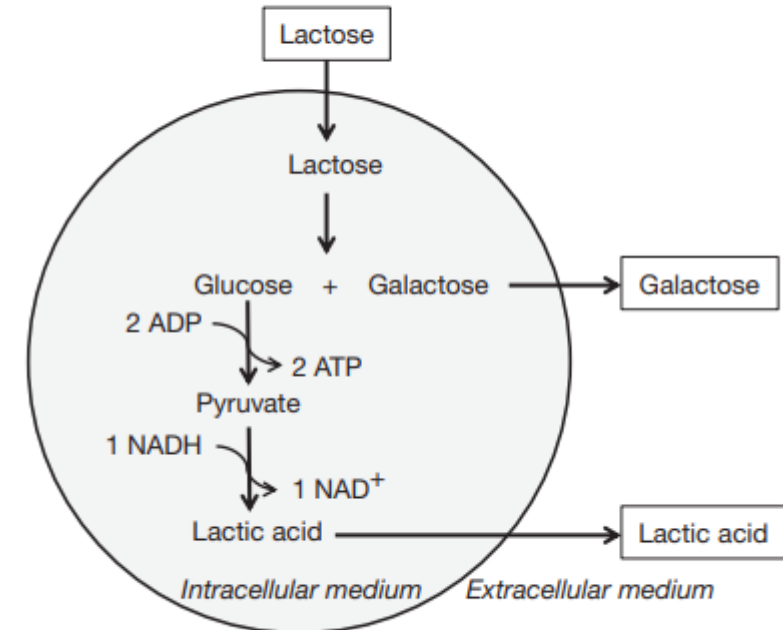 Lactose
Lactose
Glucose + Galactose
Galactose
2 ADP
2 ATP
Pyruvate
1 NADH
1 NAD⁺
Lactic acid
Lactic acid
Intracellular medium
Extracellular medium